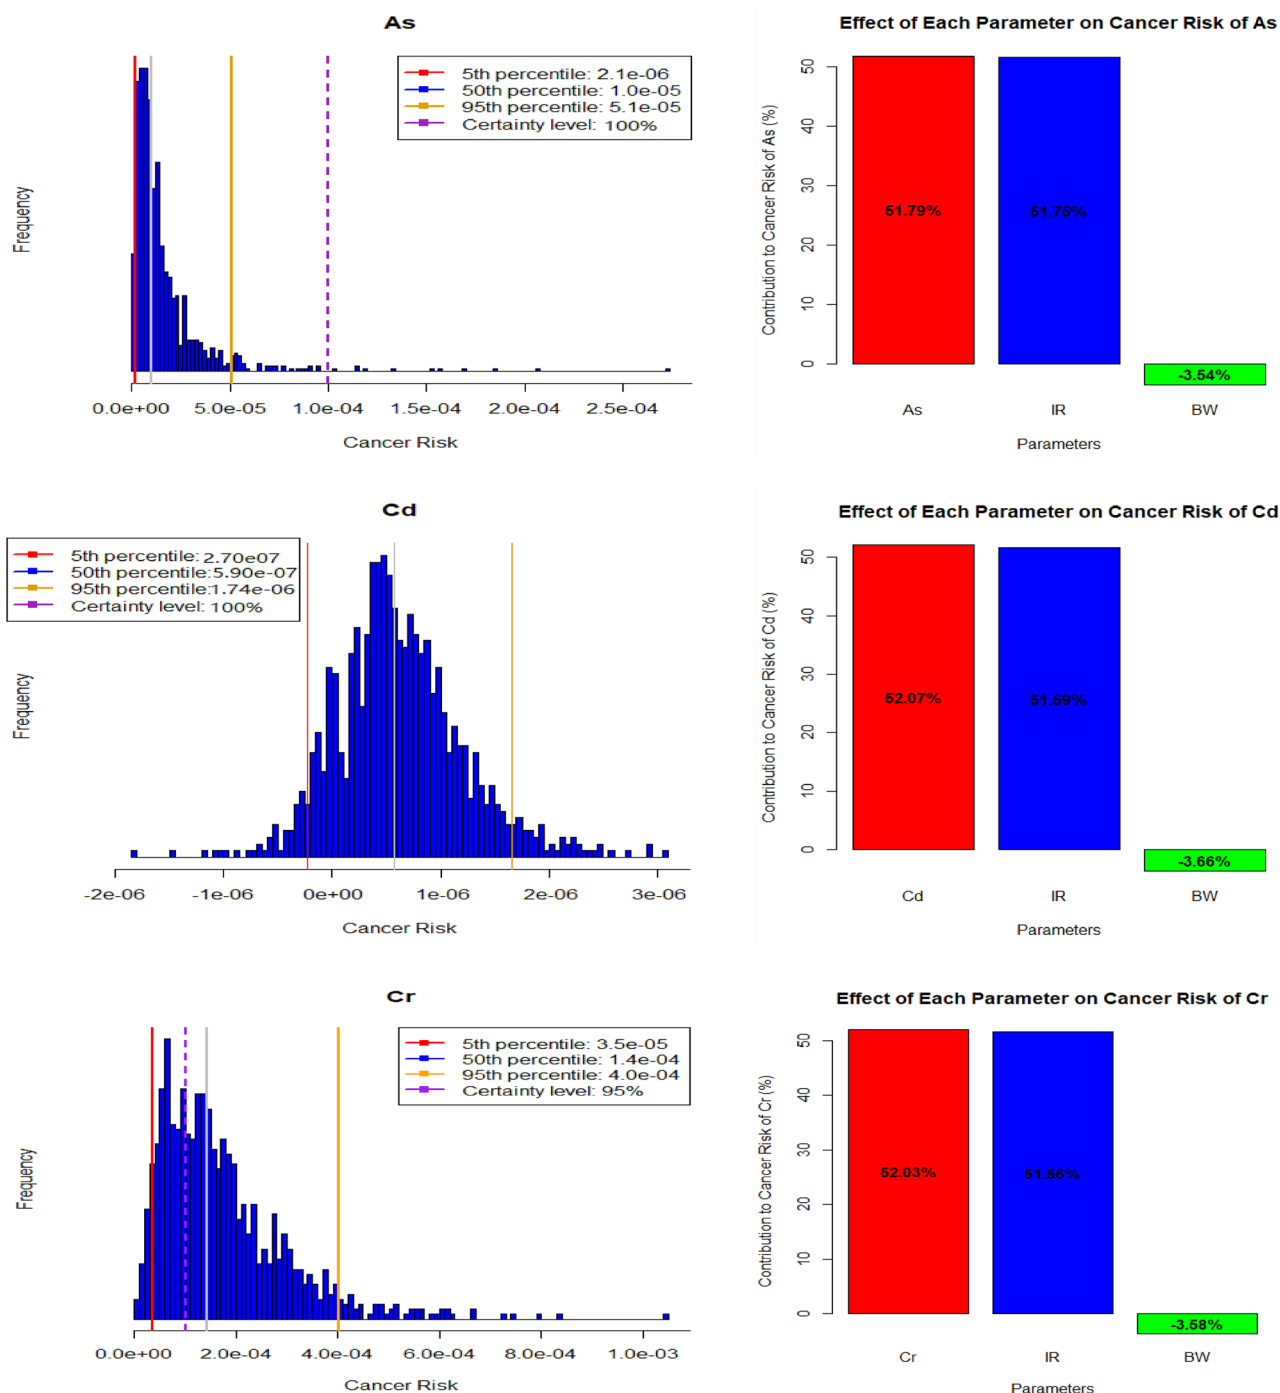 As
5th percentile: 2.1e-06
50th percentile: 1.0e-05
95th percentile: 5.1e-05
Certainty level: 100%
Frequency
0.0e+00 5.0e-05 1.0e-04 1.5e-04 2.0e-04 2.5e-04
Cancer Risk
Effect of Each Parameter on Cancer Risk of As
Contribution to Cancer Risk of As (%)
50
40
30
20
10
0
51.79%
51.75%
-3.54%
As IR BW
Parameters
Cd
5th percentile: 2.70e07
50th percentile:5.90e-07
95th percentile:1.74e-06
Certainty level: 100%
Frequency
-2e-06 -1e-06 0e+00 1e-06 2e-06 3e-06
Cancer Risk
Effect of Each Parameter on Cancer Risk of Cd
Contribution to Cancer Risk of Cd (%)
50
40
30
20
10
0
52.07%
51.59%
-3.66%
Cd IR BW
Parameters
Cr
5th percentile: 3.5e-05
50th percentile: 1.4e-04
95th percentile: 4.0e-04
Certainty level: 95%
Frequency
0.0e+00 2.0e-04 4.0e-04 6.0e-04 8.0e-04 1.0e-03
Cancer Risk
Effect of Each Parameter on Cancer Risk of Cr
Contribution to Cancer Risk of Cr (%)
50
40
30
20
10
0
52.03%
51.56%
-3.58%
Cr IR BW
Parameters